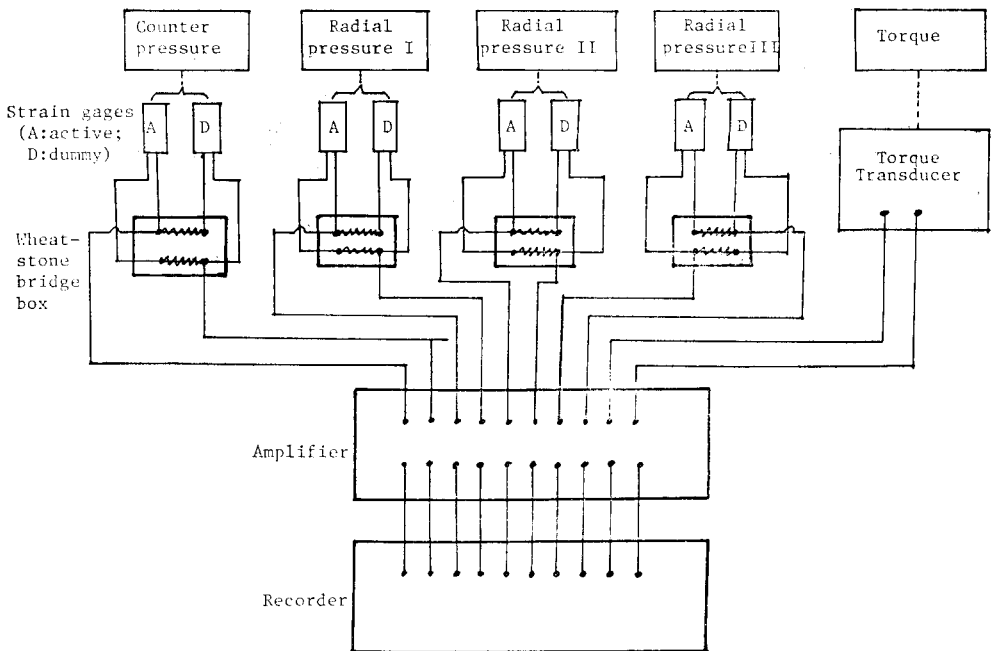 Counter
pressure
Radial
pressure I
Radial
pressure II
Radial
pressureIII
Torque
Strain gages
(A:active;
D:dummy)
A
D
A
D
A
D
A
D
Torque
Transducer
Wheat-
stone
bridge
box
Amplifier
Recorder